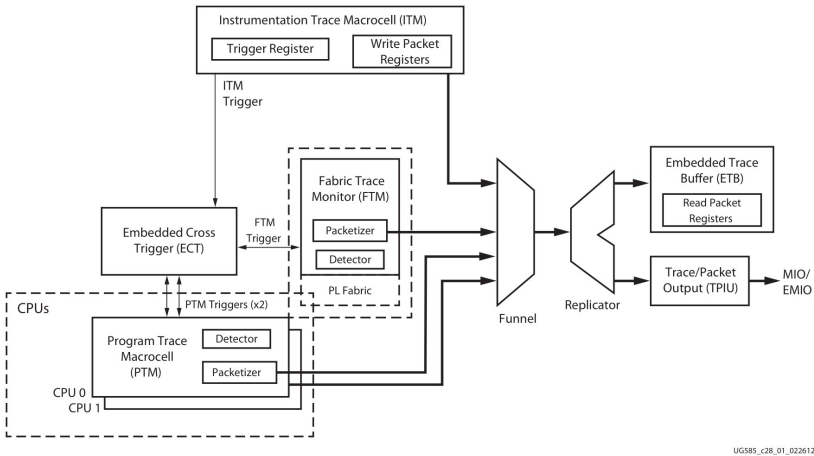 Instrumentation Trace Macrocell (ITM)
Trigger Register
Write Packet
Registers
ITM
Trigger
Fabric Trace
Monitor (FTM)
Packetizer
Detector
PL Fabric
FTM
Trigger
Embedded Cross
Trigger (ECT)
PTM Triggers (x2)
CPUs
Program Trace
Macrocell
(PTM)
Detector
Packetizer
CPU 0
CPU 1
Funnel
Replicator
Embedded Trace
Buffer (ETB)
Read Packet
Registers
Trace/Packet
Output (TPIU)
MIO/
EMIO
UG585_c28_01_022612